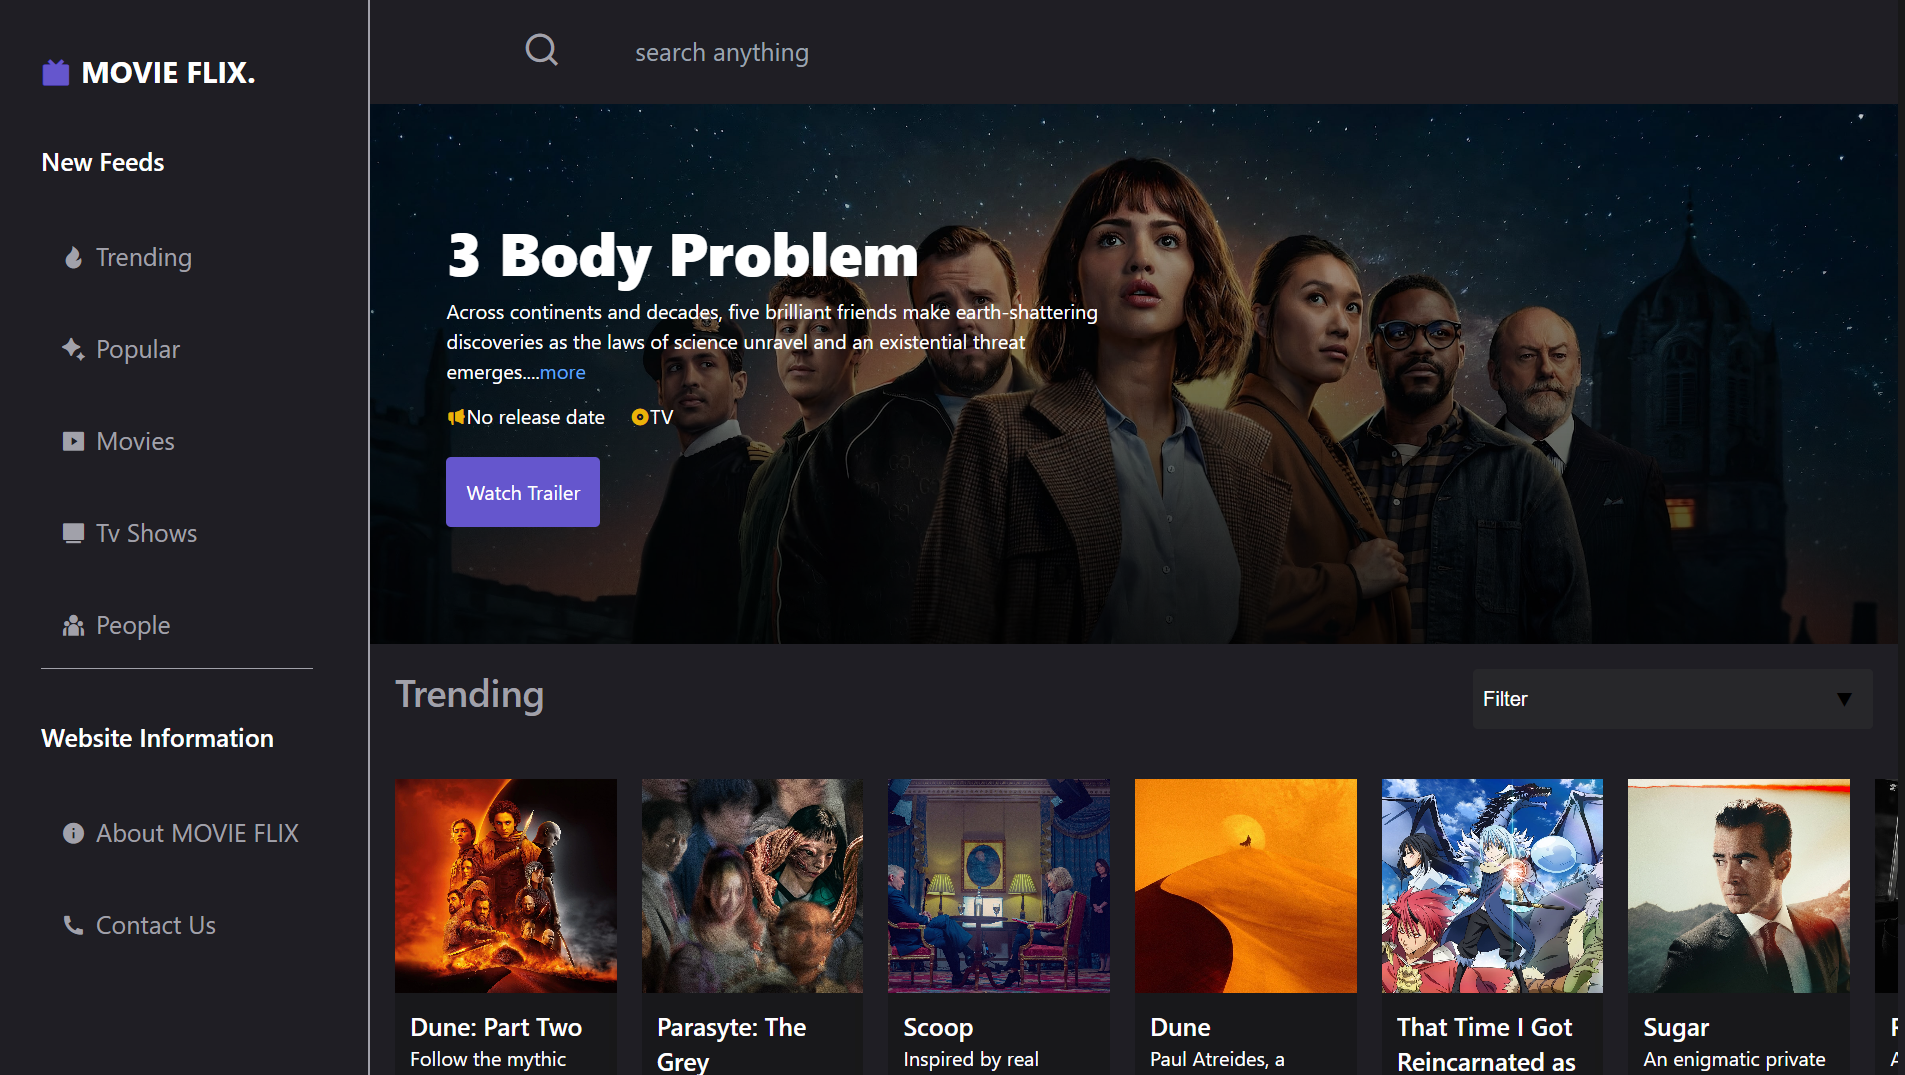 MOVIE FLIX.
New Feeds
Trending
Popular
Movies
Tv Shows
People
Website Information
About MOVIE FLIX
Contact Us
search anything
3 Body Problem
Across continents and decades, five brilliant friends make earth-shattering
discoveries as the laws of science unravel and an existential threat
emerges....more
No release date TV
Watch Trailer
Trending
Filter
Dune: Part Two
Follow the mythic
Parasyte: The
Grey
Scoop
Inspired by real
Dune
Paul Atreides, a
That Time I Got
Reincarnated as
Sugar
An enigmatic private